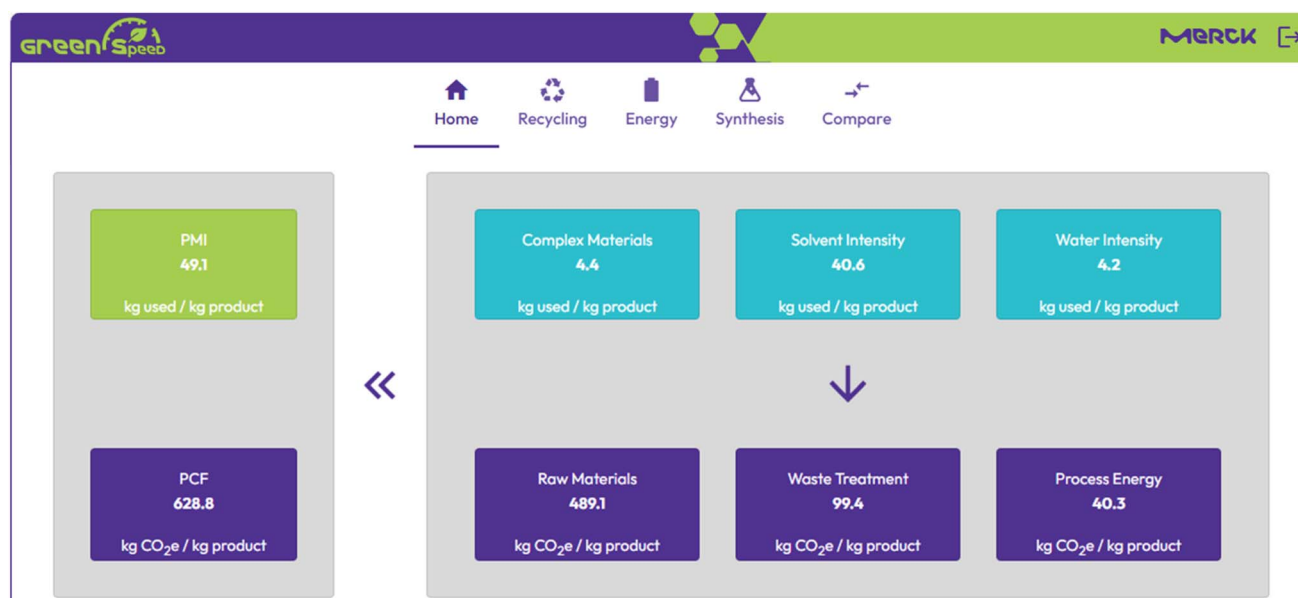 GreenSpeed
MERCK
Home Recycling Energy Synthesis Compare
PMI
49.1
kg used / kg product
Complex Materials
4.4
kg used / kg product
Solvent Intensity
40.6
kg used / kg product
Water Intensity
4.2
kg used / kg product
PCF
628.8
kg CO₂e / kg product
Raw Materials
489.1
kg CO₂e / kg product
Waste Treatment
99.4
kg CO₂e / kg product
Process Energy
40.3
kg CO₂e / kg product